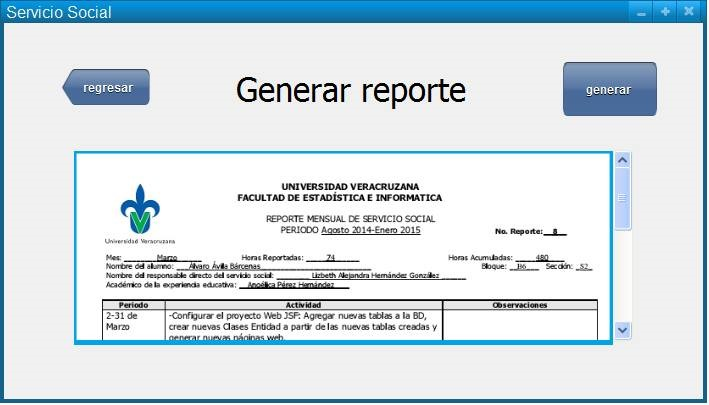 Servicio Social
regresar
Generar reporte
generar
UNIVERSIDAD VERACRUZANA
FACULTAD DE ESTADÍSTICA E INFORMATICA
REPORTE MENSUAL DE SERVICIO SOCIAL
PERIODO Agosto 2014-Enero 2015
No. Reporte: 8
Universidad Veracruzana
Mes: Marzo Horas Reportadas: 74 Horas Acumuladas: 480
Nombre del alumno: Álvaro Ávila Bárcenas Bloque: B6 Sección: S2
Nombre del responsable directo del servicio social: Lizbeth Alejandra Hernández González
Académico de la experiencia educativa: Angélica Pérez Hernández
Periodo Actividad Observaciones
2-31 de -Configurar el proyecto Web JSF: Agregar nuevas tablas a la BD,
Marzo crear nuevas Clases Entidad a partir de las nuevas tablas creadas y
generar nuevas páginas web.